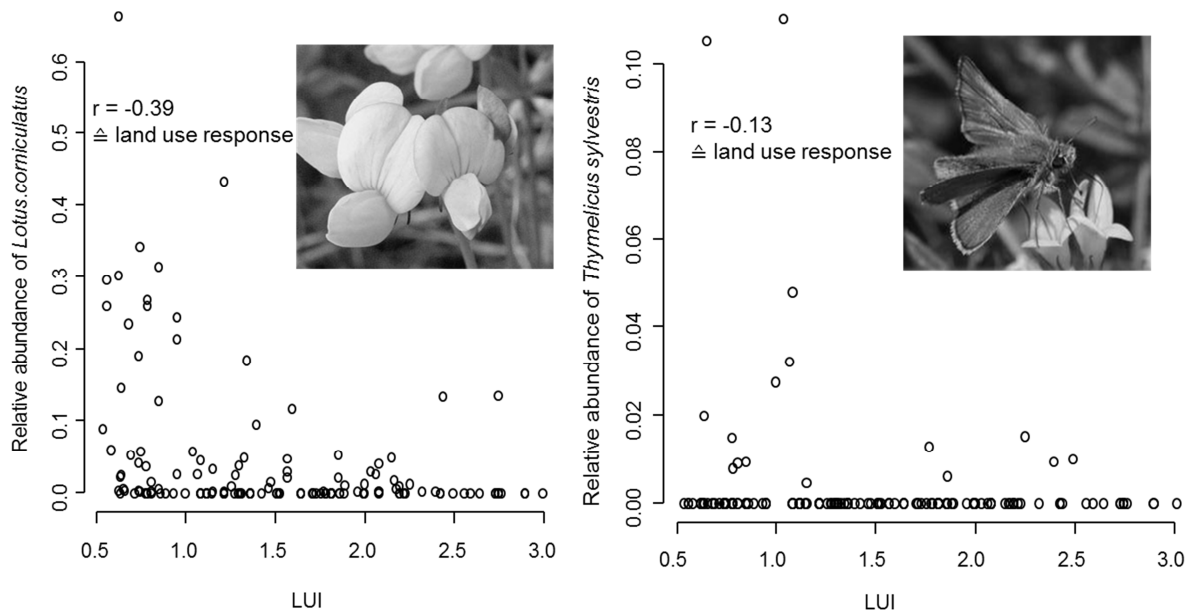 Relative abundance of Lotus.corniculatus
0.6
0.5
0.4
0.3
0.2
0.1
0.0
r = -0.39
≙ land use response
0.5 1.0 1.5 2.0 2.5 3.0
LUI
Relative abundance of Thymelicus sylvestris
0.10
0.08
0.06
0.04
0.02
0.00
r = -0.13
≙ land use response
0.5 1.0 1.5 2.0 2.5 3.0
LUI